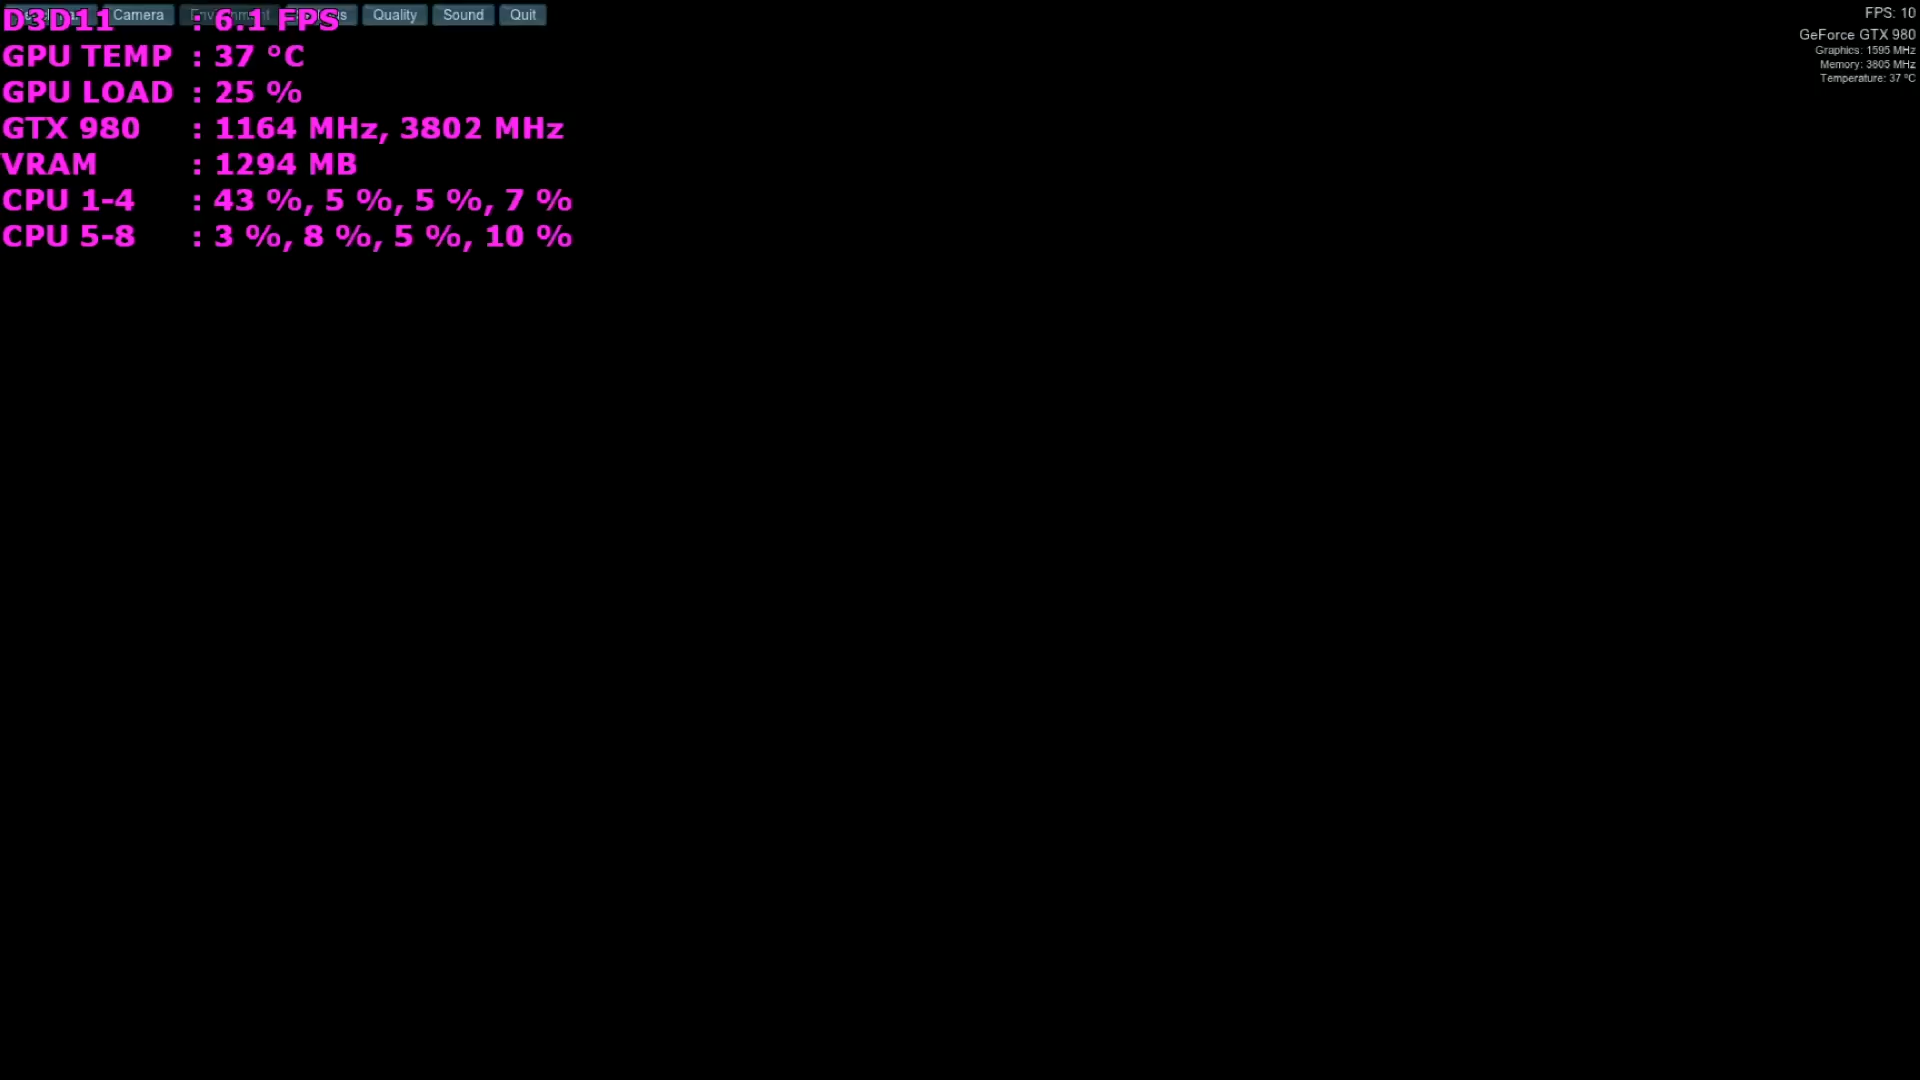 Camera Quality Sound Quit
D3D11 : 6.1 FPS
GPU TEMP : 37 °C
GPU LOAD : 25 %
GTX 980 : 1164 MHz, 3802 MHz
VRAM : 1294 MB
CPU 1-4 : 43 %, 5 %, 5 %, 7 %
CPU 5-8 : 3 %, 8 %, 5 %, 10 %
FPS: 10
GeForce GTX 980
Graphics: 1595 MHz
Memory: 3805 MHz
Temperature: 37 °C